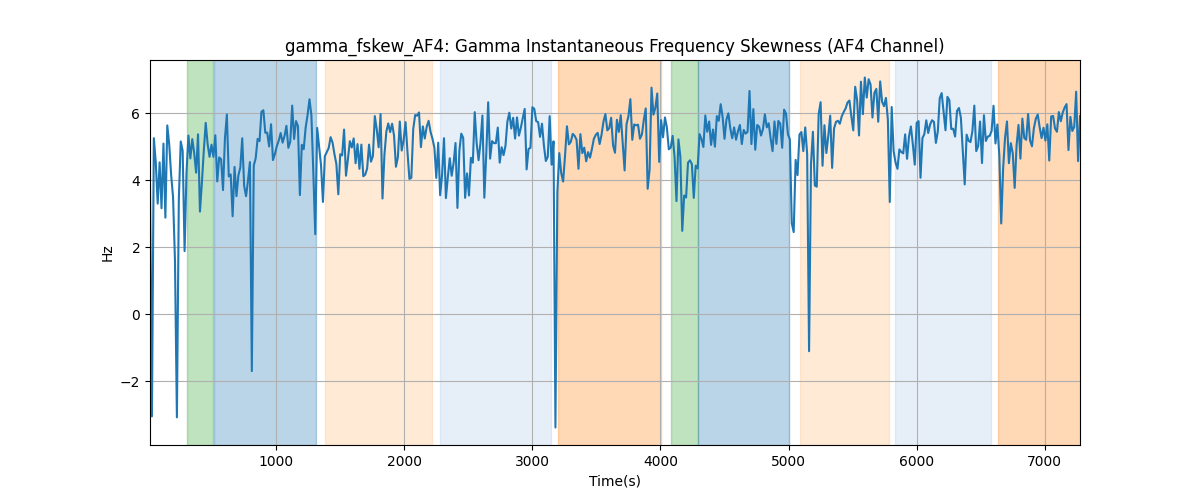 gamma_fskew_AF4: Gamma Instantaneous Frequency Skewness (AF4 Channel)
6
4
2
0
−2
Hz
1000 2000 3000 4000 5000 6000 7000
Time(s)